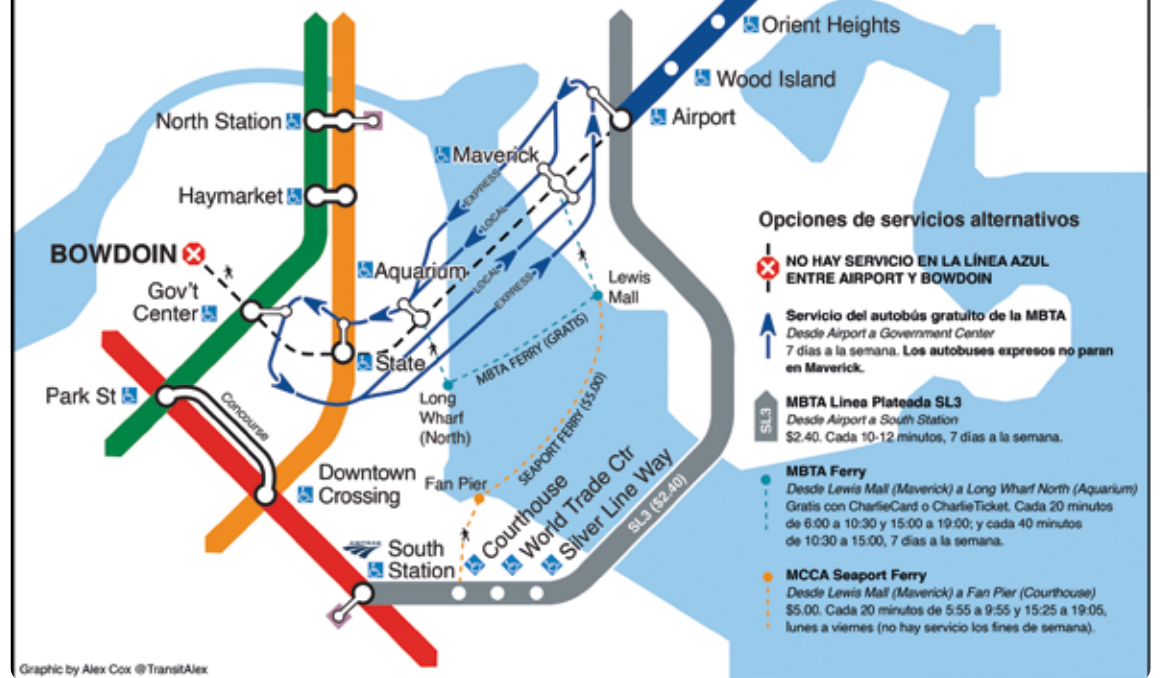 Orient Heights
Wood Island
Airport
North Station
Maverick
Haymarket
EXPRESS
LOCAL
BOWDOIN
Aquarium
LOCAL
EXPRESS
Gov't
Center
Lewis
Mall
State
MBTA FERRY (GRATIS)
Park St
Concourse
Long
Wharf
(North)
SEAPORT FERRY ($5.00)
Downtown
Crossing
Fan Pier
Courthouse
World Trade Ctr
Silver Line Way
SL3 ($2.40)
AMTRAK
South
Station
Opciones de servicios alternativos
NO HAY SERVICIO EN LA LÍNEA AZUL
ENTRE AIRPORT Y BOWDOIN
Servicio del autobús gratuito de la MBTA
Desde Airport a Government Center
7 días a la semana. Los autobuses expresos no paran
en Maverick.
SL3
MBTA Línea Plateada SL3
Desde Airport a South Station
$2.40. Cada 10-12 minutos, 7 días a la semana.
MBTA Ferry
Desde Lewis Mall (Maverick) a Long Wharf North (Aquarium)
Gratis con CharlieCard o CharlieTicket. Cada 20 minutos
de 6:00 a 10:30 y 15:00 a 19:00; y cada 40 minutos
de 10:30 a 15:00, 7 días a la semana.
MCCA Seaport Ferry
Desde Lewis Mall (Maverick) a Fan Pier (Courthouse)
$5.00. Cada 20 minutos de 5:55 a 9:55 y 15:25 a 19:05,
lunes a viernes (no hay servicio los fines de semana).
Graphic by Alex Cox @TransitAlex